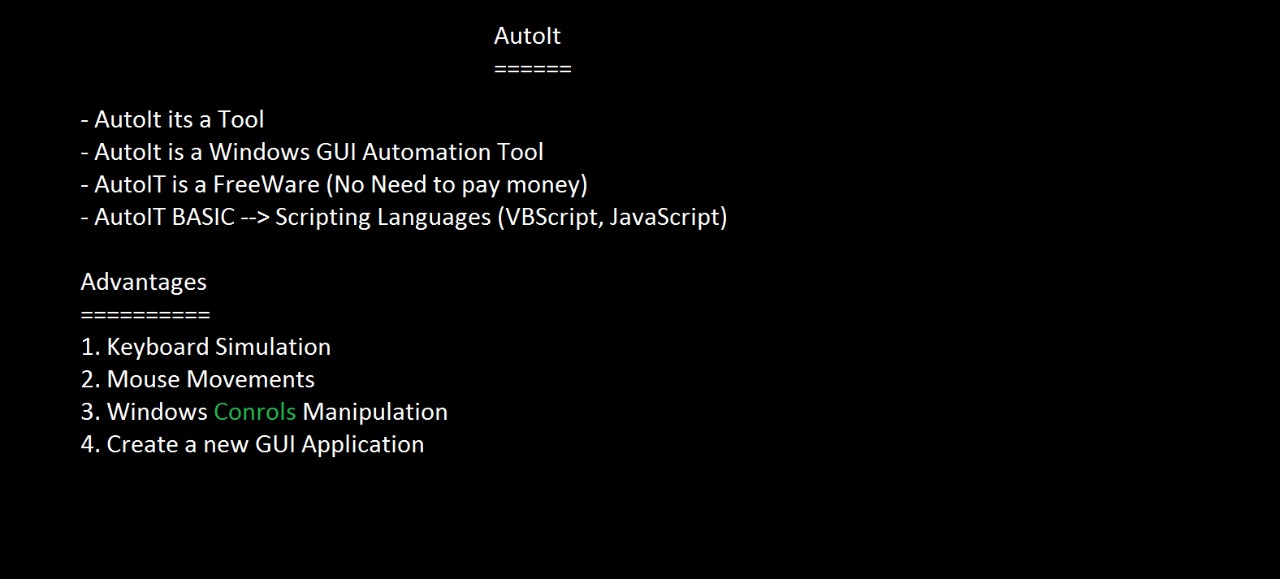 AutoIt
======
- AutoIt its a Tool
- AutoIt is a Windows GUI Automation Tool
- AutoIT is a FreeWare (No Need to pay money)
- AutoIT BASIC --> Scripting Languages (VBScript, JavaScript)
Advantages
==========
1. Keyboard Simulation
2. Mouse Movements
3. Windows Conrols Manipulation
4. Create a new GUI Application